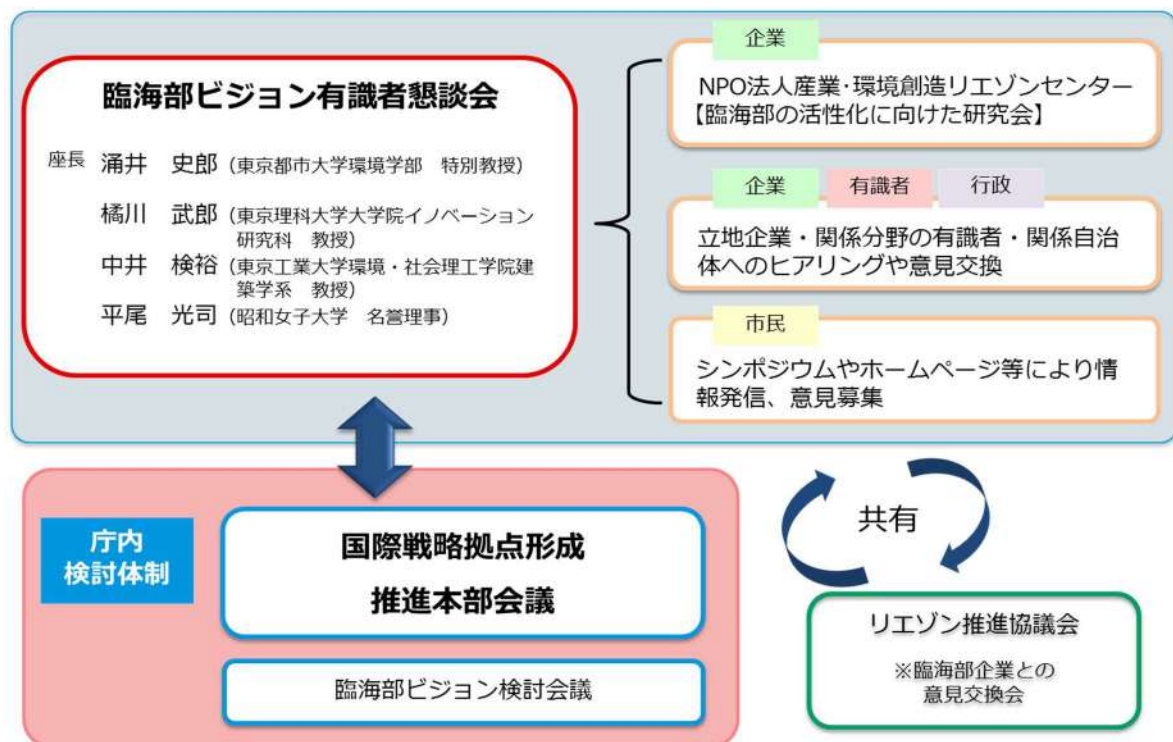 臨海部ビジョン有識者懇談会
座長 涌井 史郎(東京都市大学環境学部 特別教授)
橘川 武郎(東京理科大学大学院イノベーション
研究科 教授)
中井 検裕(東京工業大学環境・社会理工学院建
築学系 教授)
平尾 光司(昭和女子大学 名誉理事)
企業
NPO法人産業・環境創造リエゾンセンター
【臨海部の活性化に向けた研究会】
企業 有識者 行政
立地企業・関係分野の有識者・関係自治
体へのヒアリングや意見交換
市民
シンポジウムやホームページ等により情
報発信、意見募集
庁内
検討体制
国際戦略拠点形成
推進本部会議
臨海部ビジョン検討会議
共有
リエゾン推進協議会
※臨海部企業との
意見交換会